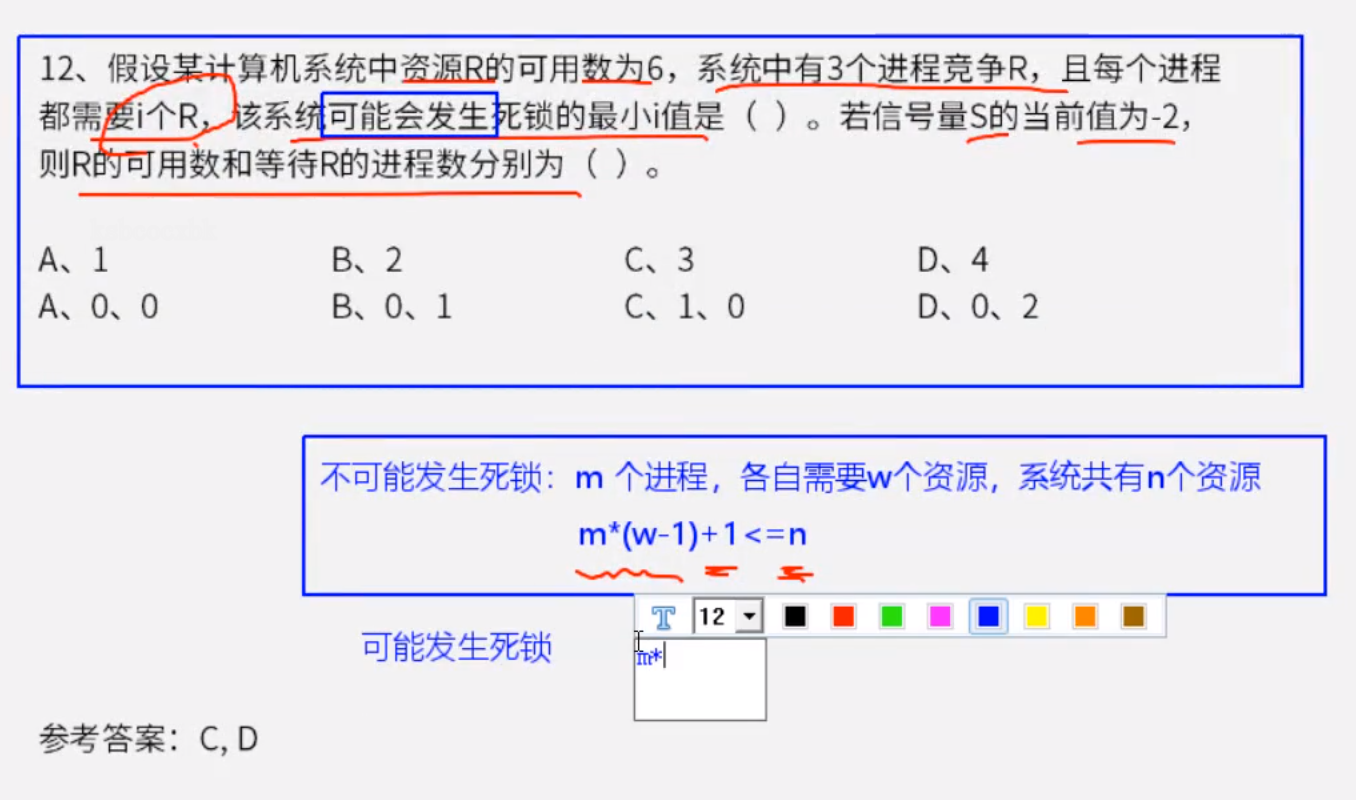 12、假设某计算机系统中资源R的可用数为6，系统中有3个进程竞争R，且每个进程
都需要i个R，该系统可能会发生死锁的最小i值是（ ）。若信号量S的当前值为-2，
则R的可用数和等待R的进程数分别为（ ）。
A、1 B、2 C、3 D、4
A、0、0 B、0、1 C、1、0 D、0、2
不可能发生死锁：m 个进程，各自需要w个资源，系统共有n个资源
m*(w-1)+1<=n
T 12
可能发生死锁 m*
参考答案：C, D